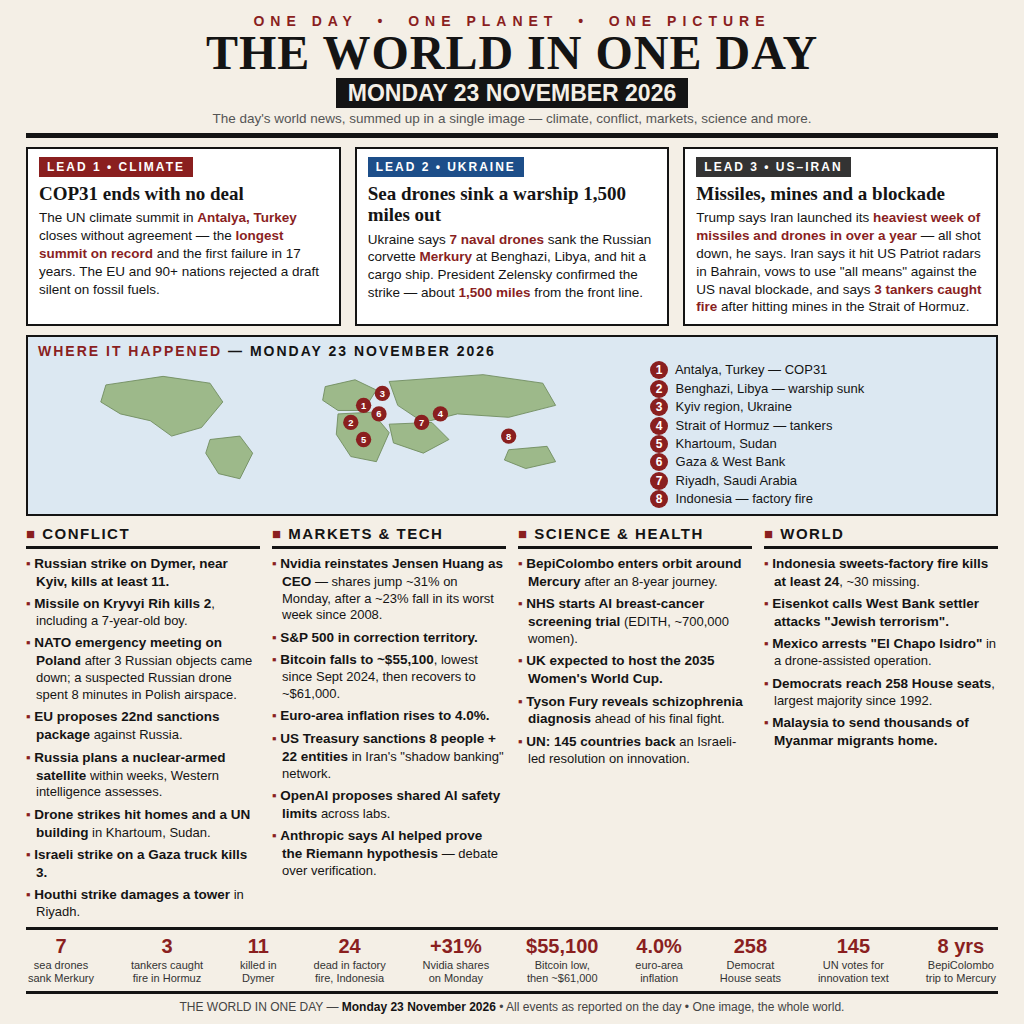 ONE DAY • ONE PLANET • ONE PICTURE
THE WORLD IN ONE DAY
MONDAY 23 NOVEMBER 2026
The day's world news, summed up in a single image — climate, conflict, markets, science and more.
LEAD 1 • CLIMATE
COP31 ends with no deal
The UN climate summit in Antalya, Turkey
closes without agreement — the longest
summit on record and the first failure in 17
years. The EU and 90+ nations rejected a draft
silent on fossil fuels.
LEAD 2 • UKRAINE
Sea drones sink a warship 1,500
miles out
Ukraine says 7 naval drones sank the Russian
corvette Merkury at Benghazi, Libya, and hit a
cargo ship. President Zelensky confirmed the
strike — about 1,500 miles from the front line.
LEAD 3 • US–IRAN
Missiles, mines and a blockade
Trump says Iran launched its heaviest week of
missiles and drones in over a year — all shot
down, he says. Iran says it hit US Patriot radars
in Bahrain, vows to use "all means" against the
US naval blockade, and says 3 tankers caught
fire after hitting mines in the Strait of Hormuz.
WHERE IT HAPPENED — MONDAY 23 NOVEMBER 2026
3
1
6
2
7
4
5
8
1 Antalya, Turkey — COP31
2 Benghazi, Libya — warship sunk
3 Kyiv region, Ukraine
4 Strait of Hormuz — tankers
5 Khartoum, Sudan
6 Gaza & West Bank
7 Riyadh, Saudi Arabia
8 Indonesia — factory fire
■ CONFLICT
▪ Russian strike on Dymer, near
Kyiv, kills at least 11.
▪ Missile on Kryvyi Rih kills 2,
including a 7-year-old boy.
▪ NATO emergency meeting on
Poland after 3 Russian objects came
down; a suspected Russian drone
spent 8 minutes in Polish airspace.
▪ EU proposes 22nd sanctions
package against Russia.
▪ Russia plans a nuclear-armed
satellite within weeks, Western
intelligence assesses.
▪ Drone strikes hit homes and a UN
building in Khartoum, Sudan.
▪ Israeli strike on a Gaza truck kills
3.
▪ Houthi strike damages a tower in
Riyadh.
■ MARKETS & TECH
▪ Nvidia reinstates Jensen Huang as
CEO — shares jump ~31% on
Monday, after a ~23% fall in its worst
week since 2008.
▪ S&P 500 in correction territory.
▪ Bitcoin falls to ~$55,100, lowest
since Sept 2024, then recovers to
~$61,000.
▪ Euro-area inflation rises to 4.0%.
▪ US Treasury sanctions 8 people +
22 entities in Iran's "shadow banking"
network.
▪ OpenAI proposes shared AI safety
limits across labs.
▪ Anthropic says AI helped prove
the Riemann hypothesis — debate
over verification.
■ SCIENCE & HEALTH
▪ BepiColombo enters orbit around
Mercury after an 8-year journey.
▪ NHS starts AI breast-cancer
screening trial (EDITH, ~700,000
women).
▪ UK expected to host the 2035
Women's World Cup.
▪ Tyson Fury reveals schizophrenia
diagnosis ahead of his final fight.
▪ UN: 145 countries back an Israeli-
led resolution on innovation.
■ WORLD
▪ Indonesia sweets-factory fire kills
at least 24, ~30 missing.
▪ Eisenkot calls West Bank settler
attacks "Jewish terrorism".
▪ Mexico arrests "El Chapo Isidro" in
a drone-assisted operation.
▪ Democrats reach 258 House seats,
largest majority since 1992.
▪ Malaysia to send thousands of
Myanmar migrants home.
7
sea drones
sank Merkury
3
tankers caught
fire in Hormuz
11
killed in
Dymer
24
dead in factory
fire, Indonesia
+31%
Nvidia shares
on Monday
$55,100
Bitcoin low,
then ~$61,000
4.0%
euro-area
inflation
258
Democrat
House seats
145
UN votes for
innovation text
8 yrs
BepiColombo
trip to Mercury
THE WORLD IN ONE DAY — Monday 23 November 2026 • All events as reported on the day • One image, the whole world.